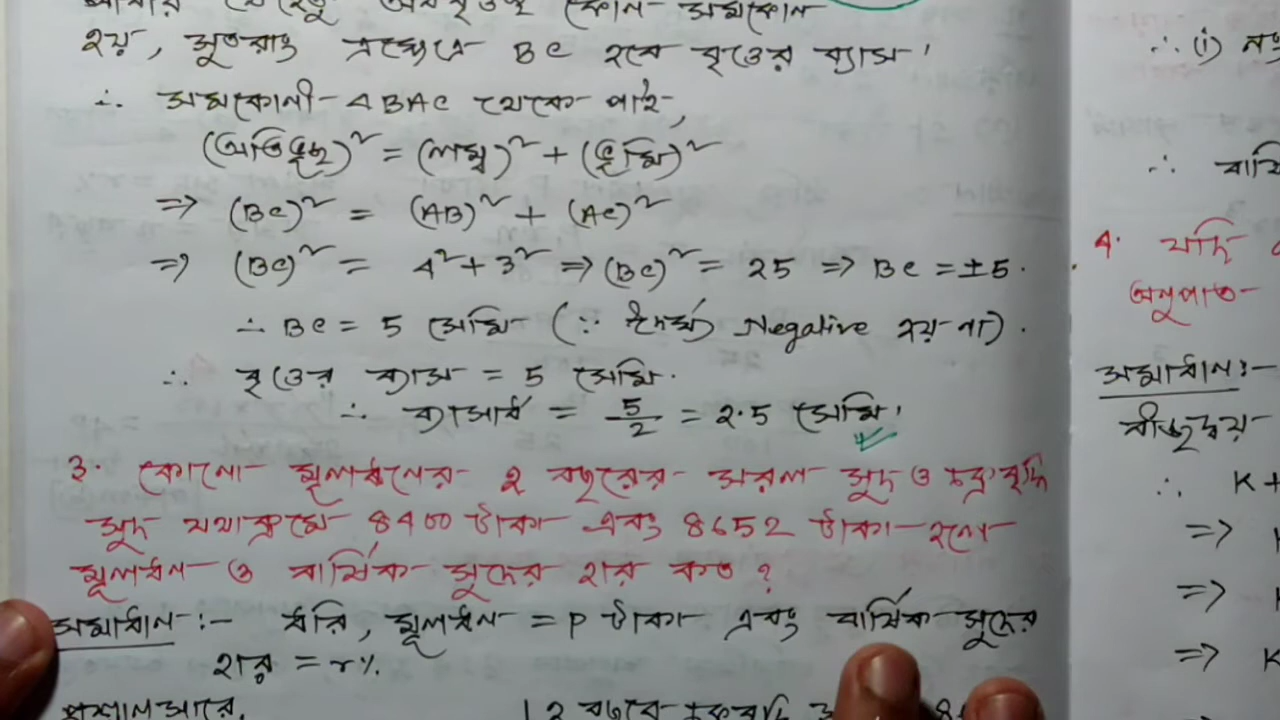 হয়, সুতরাং এক্ষেত্রে BC হবে বৃত্তের ব্যাস।
∴ সমকোণী ΔBAC থেকে পাই,
(অতিভুজ)² = (লম্ব)² + (ভূমি)²
⇒ (BC)² = (AB)² + (AC)²
⇒ (BC)² = 4² + 3² ⇒ (BC)² = 25 ⇒ BC = ±5.
∴ BC = 5 সেমি (∵ দৈর্ঘ্য Negative হয় না).
∴ বৃত্তের ব্যাস = 5 সেমি.
∴ ব্যাসার্ধ = 5/2 = 2.5 সেমি।
3. কোনো মূলধনের 2 বছরের সরল সুদ ও চক্রবৃদ্ধি
সুদ যথাক্রমে 8400 টাকা এবং 8652 টাকা হলে
মূলধন ও বার্ষিক সুদের হার কত?
সমাধান :- ধরি, মূলধন = P টাকা এবং বার্ষিক সুদের
হার = r%.
∴ (i) নং
∴
4. যদি
অনুপাত
সমাধান :-
বীজদ্বয়
∴ K +
⇒
⇒
⇒ K